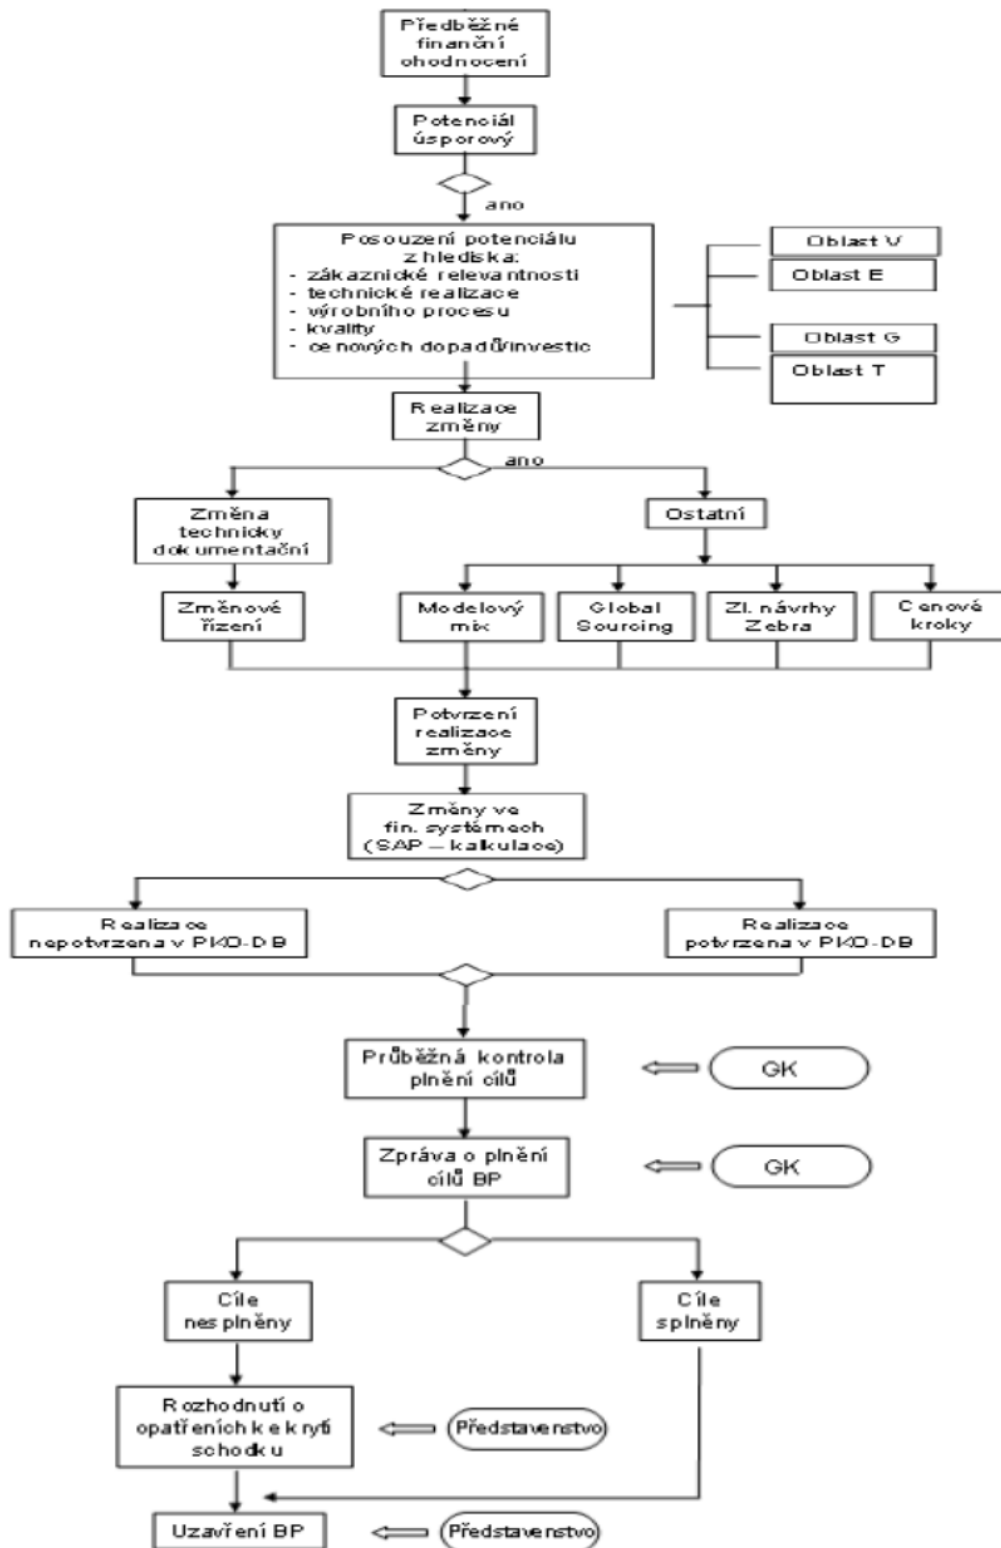 Předběžné
finanční
ohodnocení
Potenciál
úsporový
ano
Posouzení potenciálu
z hlediska:
- zákaznické relevantnosti
- technické realizace
- výrobního procesu
- kvality
- cenových dopadů/investic
Oblast V
Oblast E
Oblast G
Oblast T
Realizace
změny
ano
Změna
technicky
dokumentační
Ostatní
Změnové
řízení
Modelový
mix
Global
Sourcing
Zl. návrhy
Zebra
Cenové
kroky
Potvrzení
realizace
změny
Změny ve
fin. systémech
(SAP – kalkulace)
Realizace
nepotvrzena v PKO-DB
Realizace
potvrzena v PKO-DB
Průběžná kontrola
plnění cílů
GK
Zpráva o plnění
cílů BP
GK
Cíle
nesplněny
Cíle
splněny
Rozhodnutí o
opatřeních k ekrytí
schodku
Představenstvo
Uzavření BP
Představenstvo